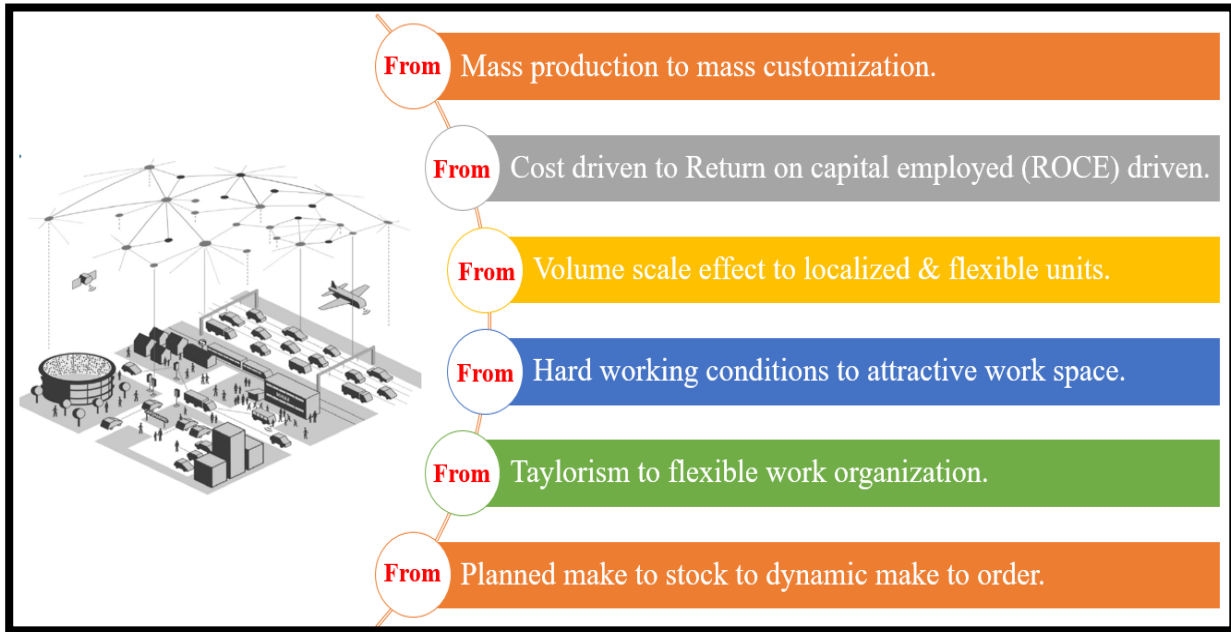 From Mass production to mass customization.
From Cost driven to Return on capital employed (ROCE) driven.
From Volume scale effect to localized & flexible units.
From Hard working conditions to attractive work space.
From Taylorism to flexible work organization.
From Planned make to stock to dynamic make to order.